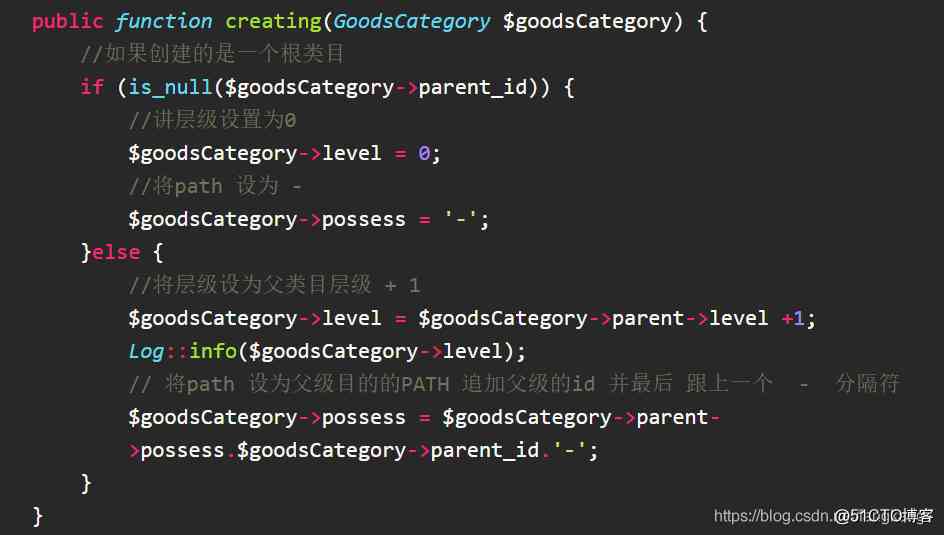 public function creating(GoodsCategory $goodsCategory) {
//如果创建的是一个根类目
if (is_null($goodsCategory->parent_id)) {
//讲层级设置为0
$goodsCategory->level = 0;
//将path 设为 -
$goodsCategory->possess = '-';
}else {
//将层级设为父类目层级 + 1
$goodsCategory->level = $goodsCategory->parent->level +1;
Log::info($goodsCategory->level);
// 将path 设为父级目的的PATH 追加父级的id 并最后 跟上一个 - 分隔符
$goodsCategory->possess = $goodsCategory->parent-
>possess.$goodsCategory->parent_id.'-';
}
}
https://blog.csdn. @51CTO博客